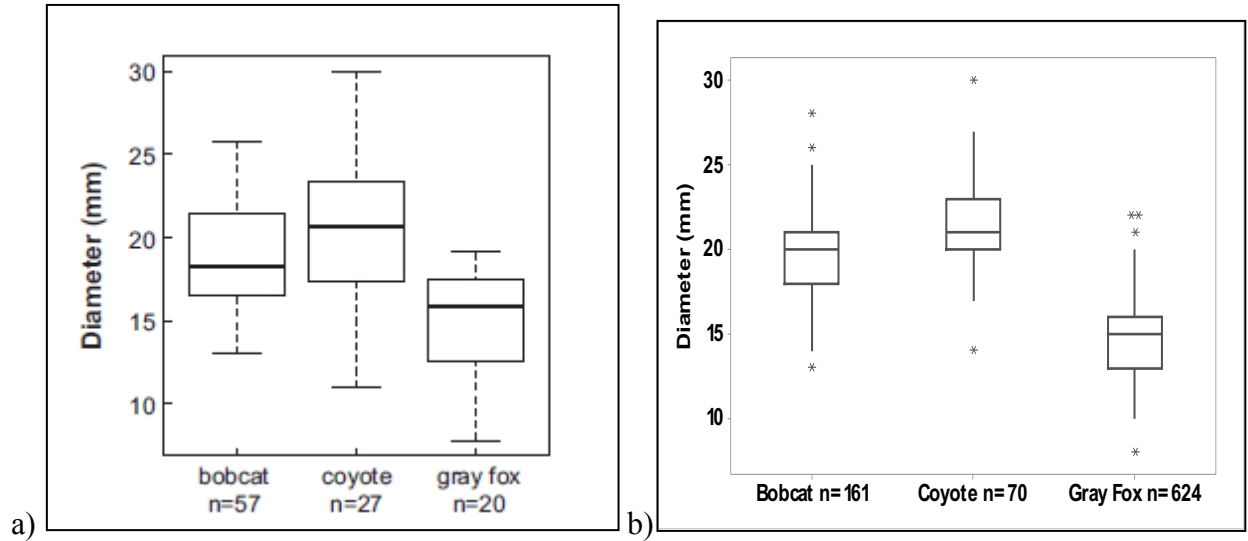 a)
Diameter (mm)
30
25
20
15
10
bobcat coyote gray fox
n=57 n=27 n=20
b)
Diameter (mm)
30
25
20
15
10
Bobcat n=161 Coyote n=70 Gray Fox n=624